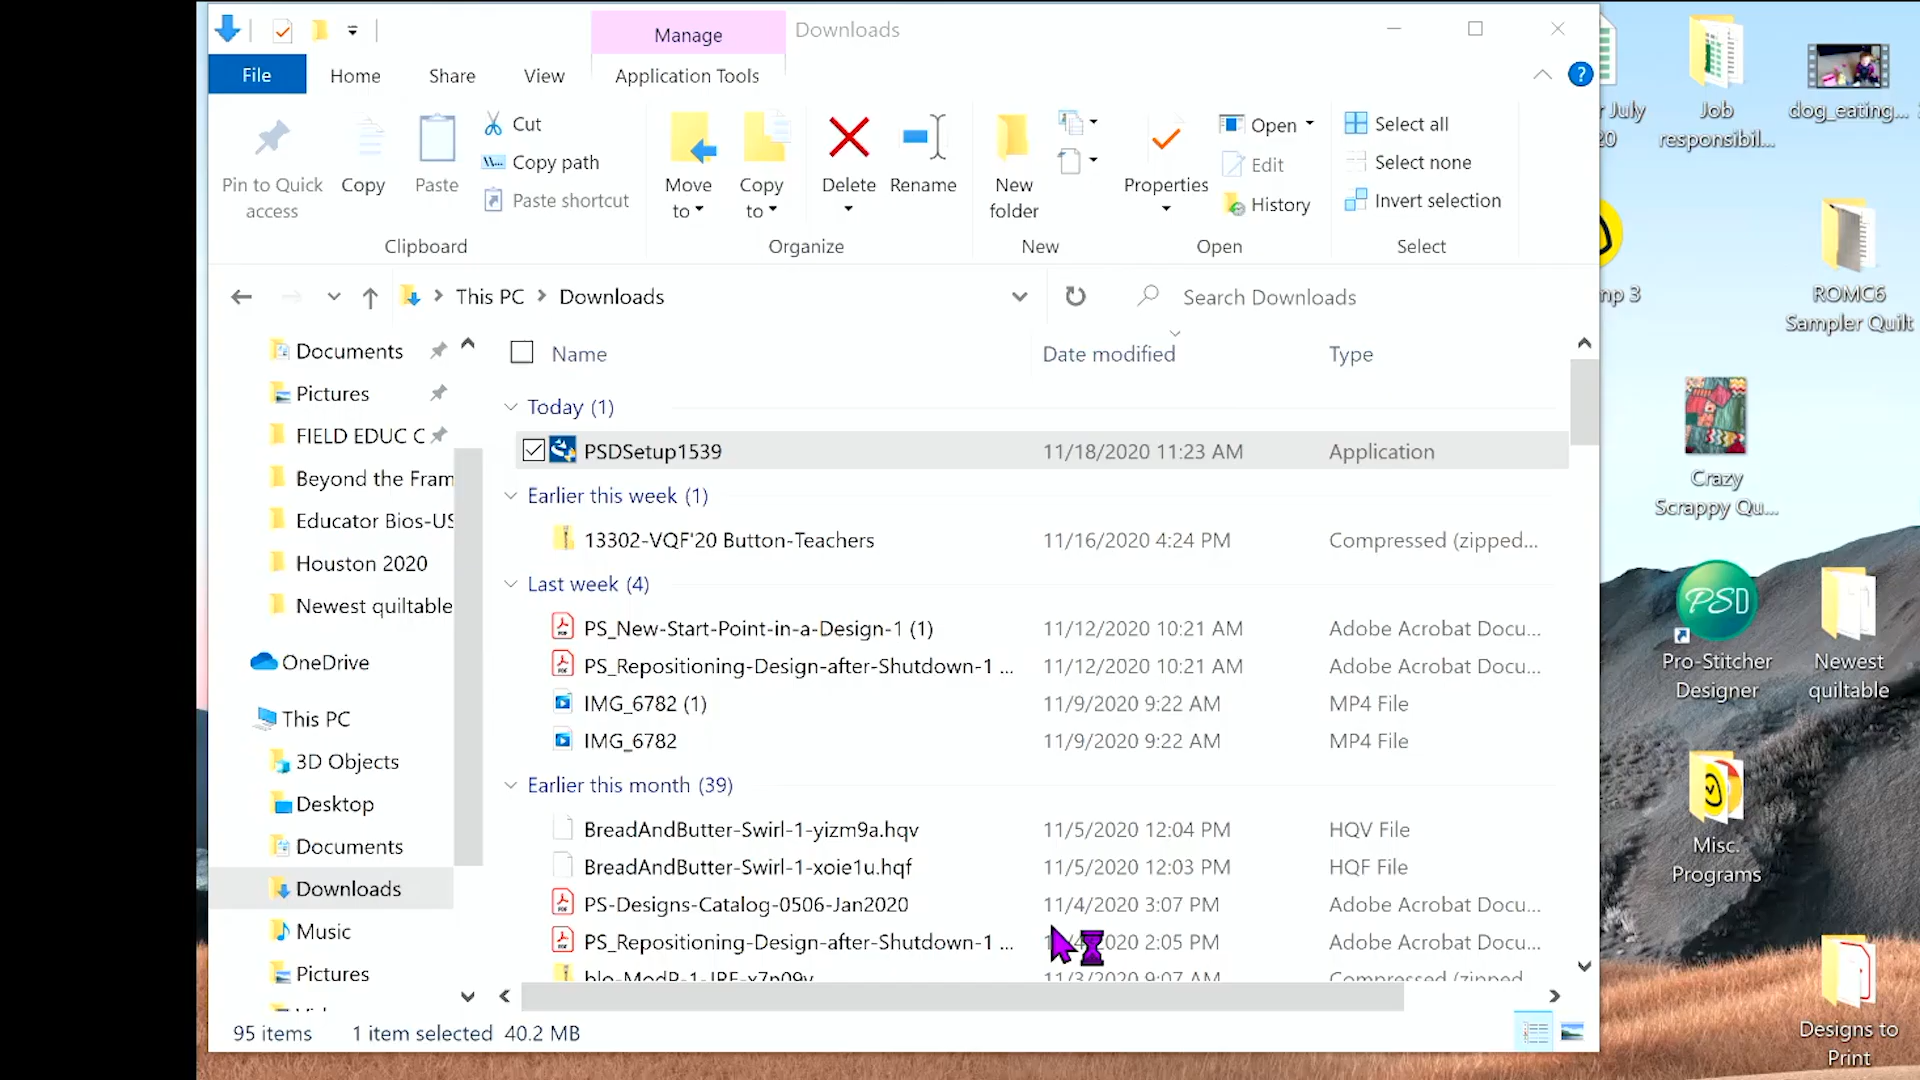 Manage
Downloads
File
Home
Share
View
Application Tools
?
Pin to Quick
access
Copy
Paste
Cut
Copy path
Paste shortcut
Clipboard
Move
to
Copy
to
Delete
Rename
Organize
New
folder
New
Properties
Open
Edit
History
Open
Select all
Select none
Invert selection
Select
This PC
Downloads
Search Downloads
Documents
Pictures
FIELD EDUC C
Beyond the Fram
Educator Bios-US
Houston 2020
Newest quiltable
OneDrive
This PC
3D Objects
Desktop
Documents
Downloads
Music
Pictures
Name Date modified Type
Today (1)
PSDSetup1539 11/18/2020 11:23 AM Application
Earlier this week (1)
13302-VQF'20 Button-Teachers 11/16/2020 4:24 PM Compressed (zipped...
Last week (4)
PS_New-Start-Point-in-a-Design-1 (1) 11/12/2020 10:21 AM Adobe Acrobat Docu...
PS_Repositioning-Design-after-Shutdown-1 ... 11/12/2020 10:21 AM Adobe Acrobat Docu...
IMG_6782 (1) 11/9/2020 9:22 AM MP4 File
IMG_6782 11/9/2020 9:22 AM MP4 File
Earlier this month (39)
BreadAndButter-Swirl-1-yizm9a.hqv 11/5/2020 12:04 PM HQV File
BreadAndButter-Swirl-1-xoie1u.hqf 11/5/2020 12:03 PM HQF File
PS-Designs-Catalog-0506-Jan2020 11/4/2020 3:07 PM Adobe Acrobat Docu...
PS_Repositioning-Design-after-Shutdown-1 ... 2:05 PM Adobe Acrobat Docu...
11/3/2020 9:07 AM Compressed (zipped
95 items 1 item selected 40.2 MB
r July
20
Job
responsibil...
dog_eating...
mp 3
ROMC6
Sampler Quilt
Crazy
Scrappy Qu...
PSD
Pro-Stitcher
Designer
Newest
quiltable
Misc.
Programs
Designs to
Print